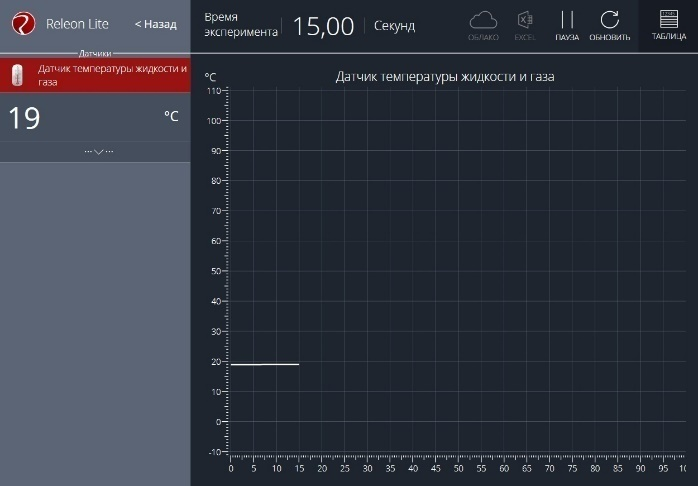 Releon Lite
< Назад
Время
эксперимента
15,00
Секунд
ОБЛАКО
EXCEL
ПАУЗА
ОБНОВИТЬ
ТАБЛИЦА
Датчики
Датчик температуры жидкости и
газа
19 °C
°C
Датчик температуры жидкости и газа
110
100
90
80
70
60
50
40
30
20
10
0
-10
0 5 10 15 20 25 30 35 40 45 50 55 60 65 70 75 80 85 90 95 10